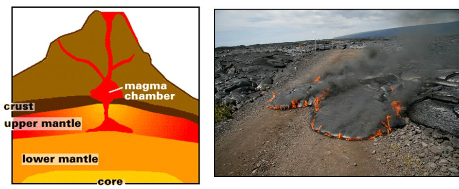 magma
chamber
crust
upper mantle
lower mantle
core